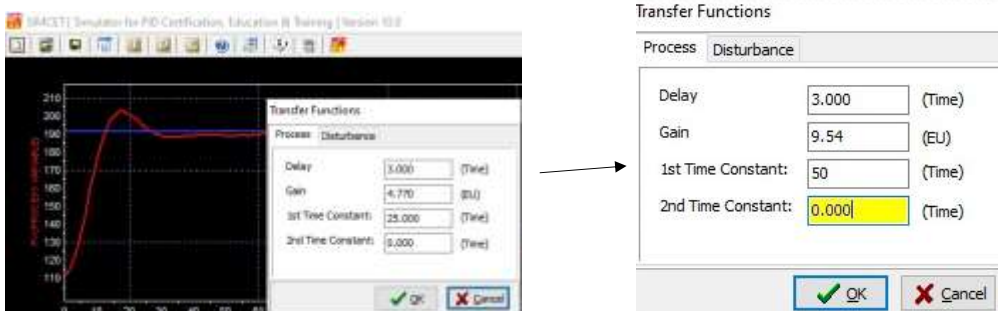 SIMCET | Simulator for PID Certification, Education & Training | Version 10.0
210
200
190
180
170
160
150
140
130
120
110
Transfer Functions
Process Disturbance
Delay 3.000 (Time)
Gain 4.770 (EU)
1st Time Constant: 25.000 (Time)
2nd Time Constant: 0.000 (Time)
OK Cancel
Transfer Functions
Process Disturbance
Delay 3.000 (Time)
Gain 9.54 (EU)
1st Time Constant: 50 (Time)
2nd Time Constant: 0.000 (Time)
OK Cancel